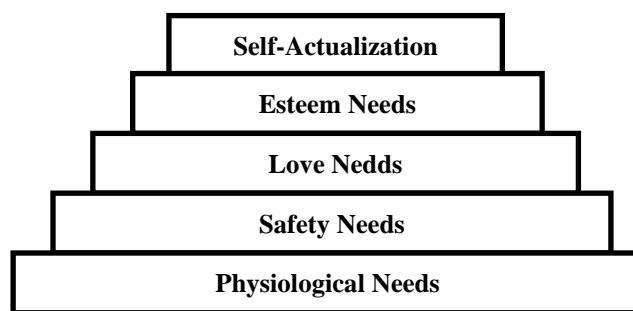 Self-Actualization
Esteem Needs
Love Nedds
Safety Needs
Physiological Needs